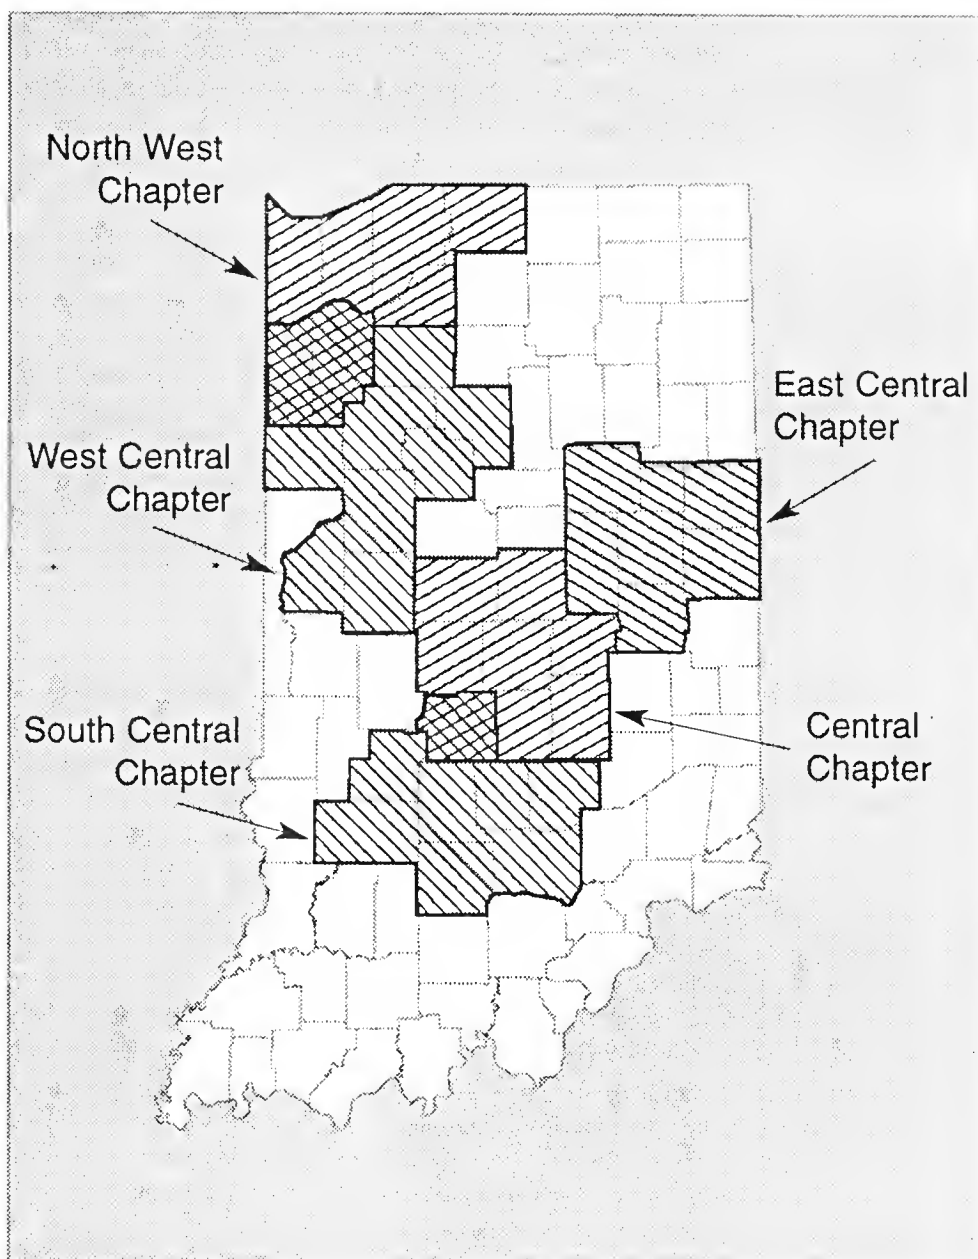 North West
Chapter
East Central
Chapter
West Central
Chapter
South Central
Chapter
Central
Chapter